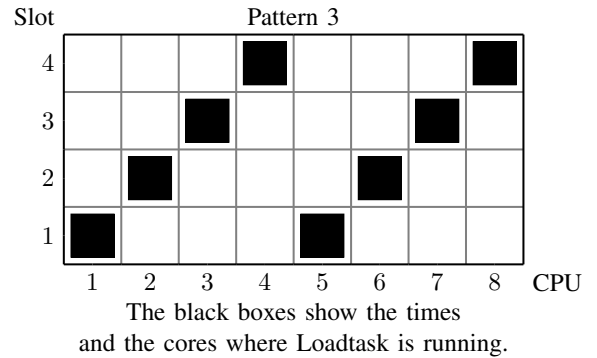 Slot Pattern 3
4
3
2
1
1 2 3 4 5 6 7 8 CPU
The black boxes show the times
and the cores where Loadtask is running.